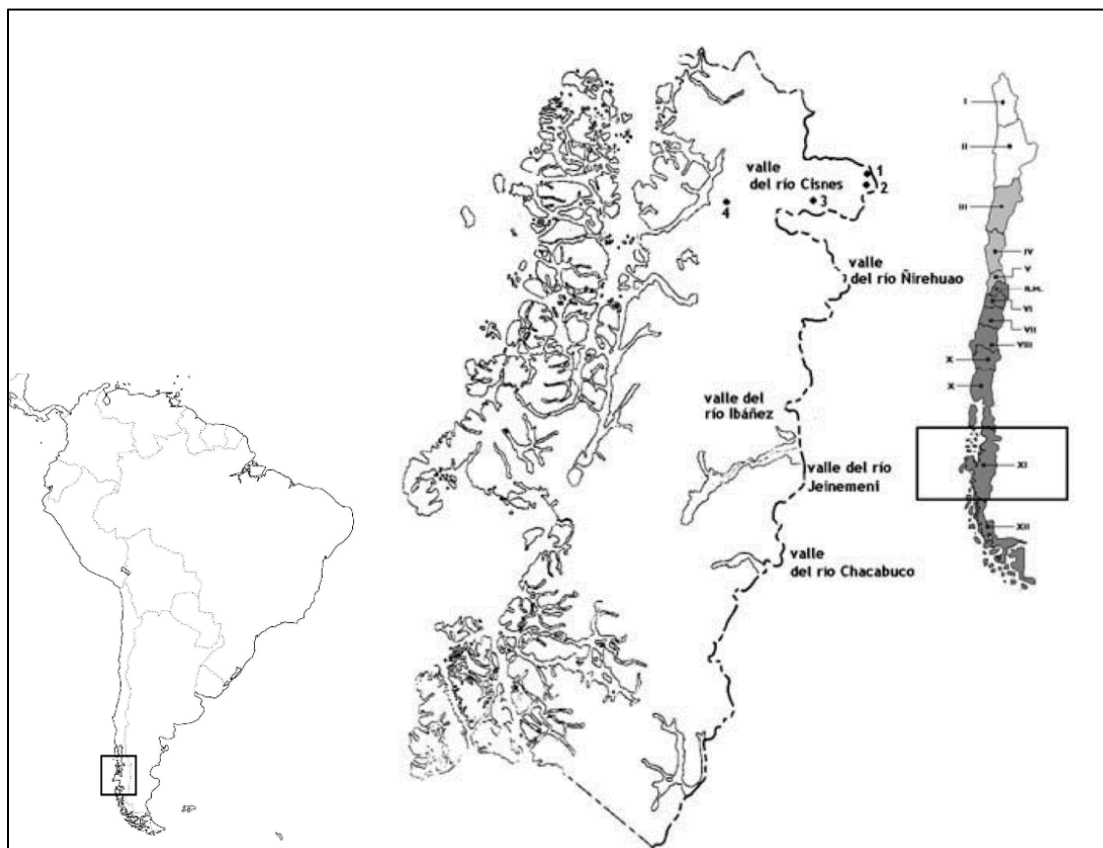 valle
del río Cisnes
1
2
3
4
valle
del río Ñirehuao
valle del
río Ibáñez
valle del río
Jeinemeni
valle
del río Chacabuco
I
II
III
IV
V
R.M.
VI
VII
VIII
X
X
XI
XII